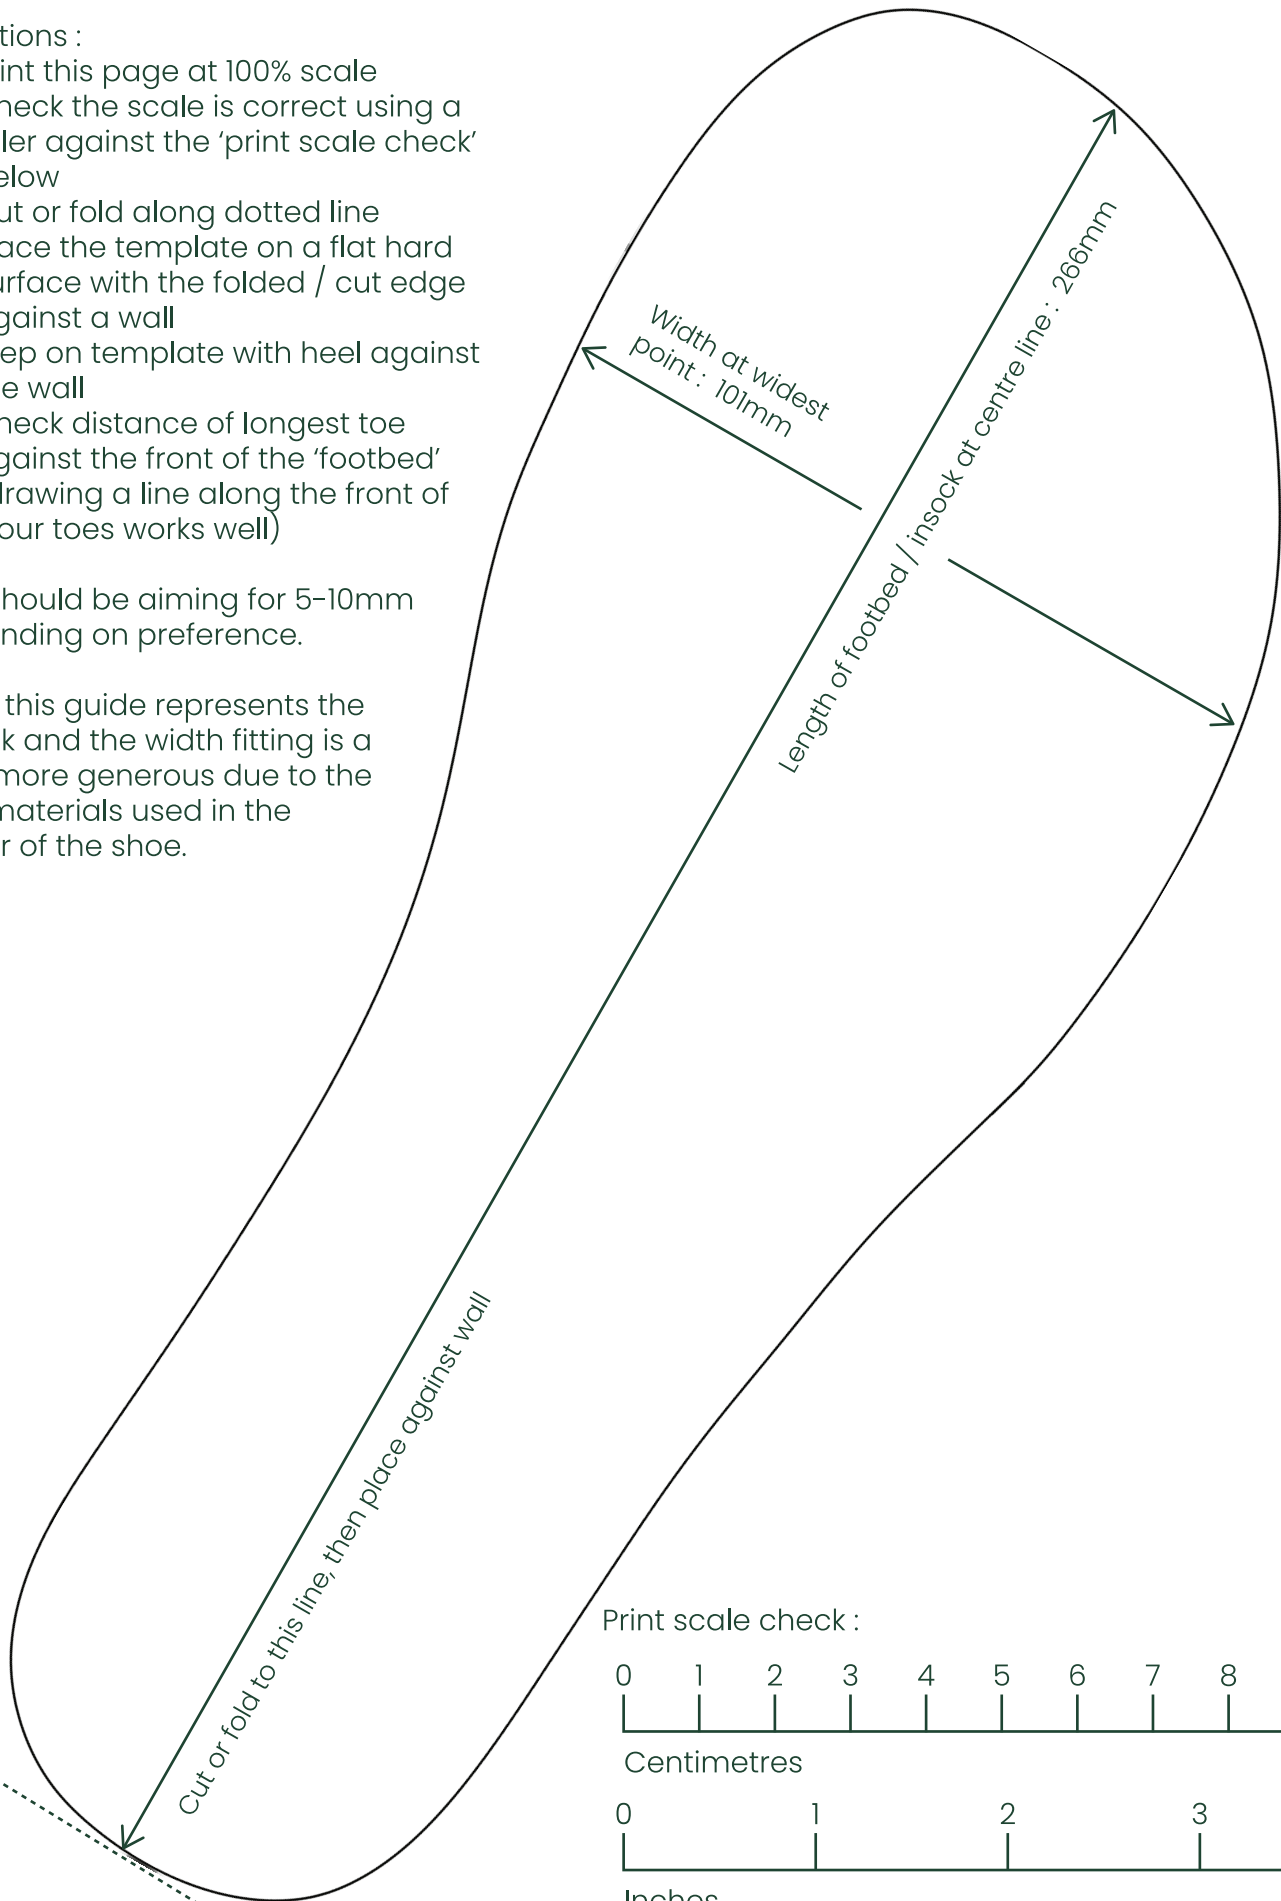 tions :
int this page at 100% scale
heck the scale is correct using a
ler against the ‘print scale check’
elow
ut or fold along dotted line
ace the template on a flat hard
urface with the folded / cut edge
gainst a wall
ep on template with heel against
e wall
heck distance of longest toe
gainst the front of the ‘footbed’
drawing a line along the front of
our toes works well)
hould be aiming for 5-10mm
nding on preference.
this guide represents the
k and the width fitting is a
more generous due to the
materials used in the
r of the shoe.
Width at widest
point : 101mm
Length of footbed / insock at centre line : 266mm
Cut or fold to this line, then place against wall
Print scale check :
0 1 2 3 4 5 6 7 8
Centimetres
0 1 2 3
Inches